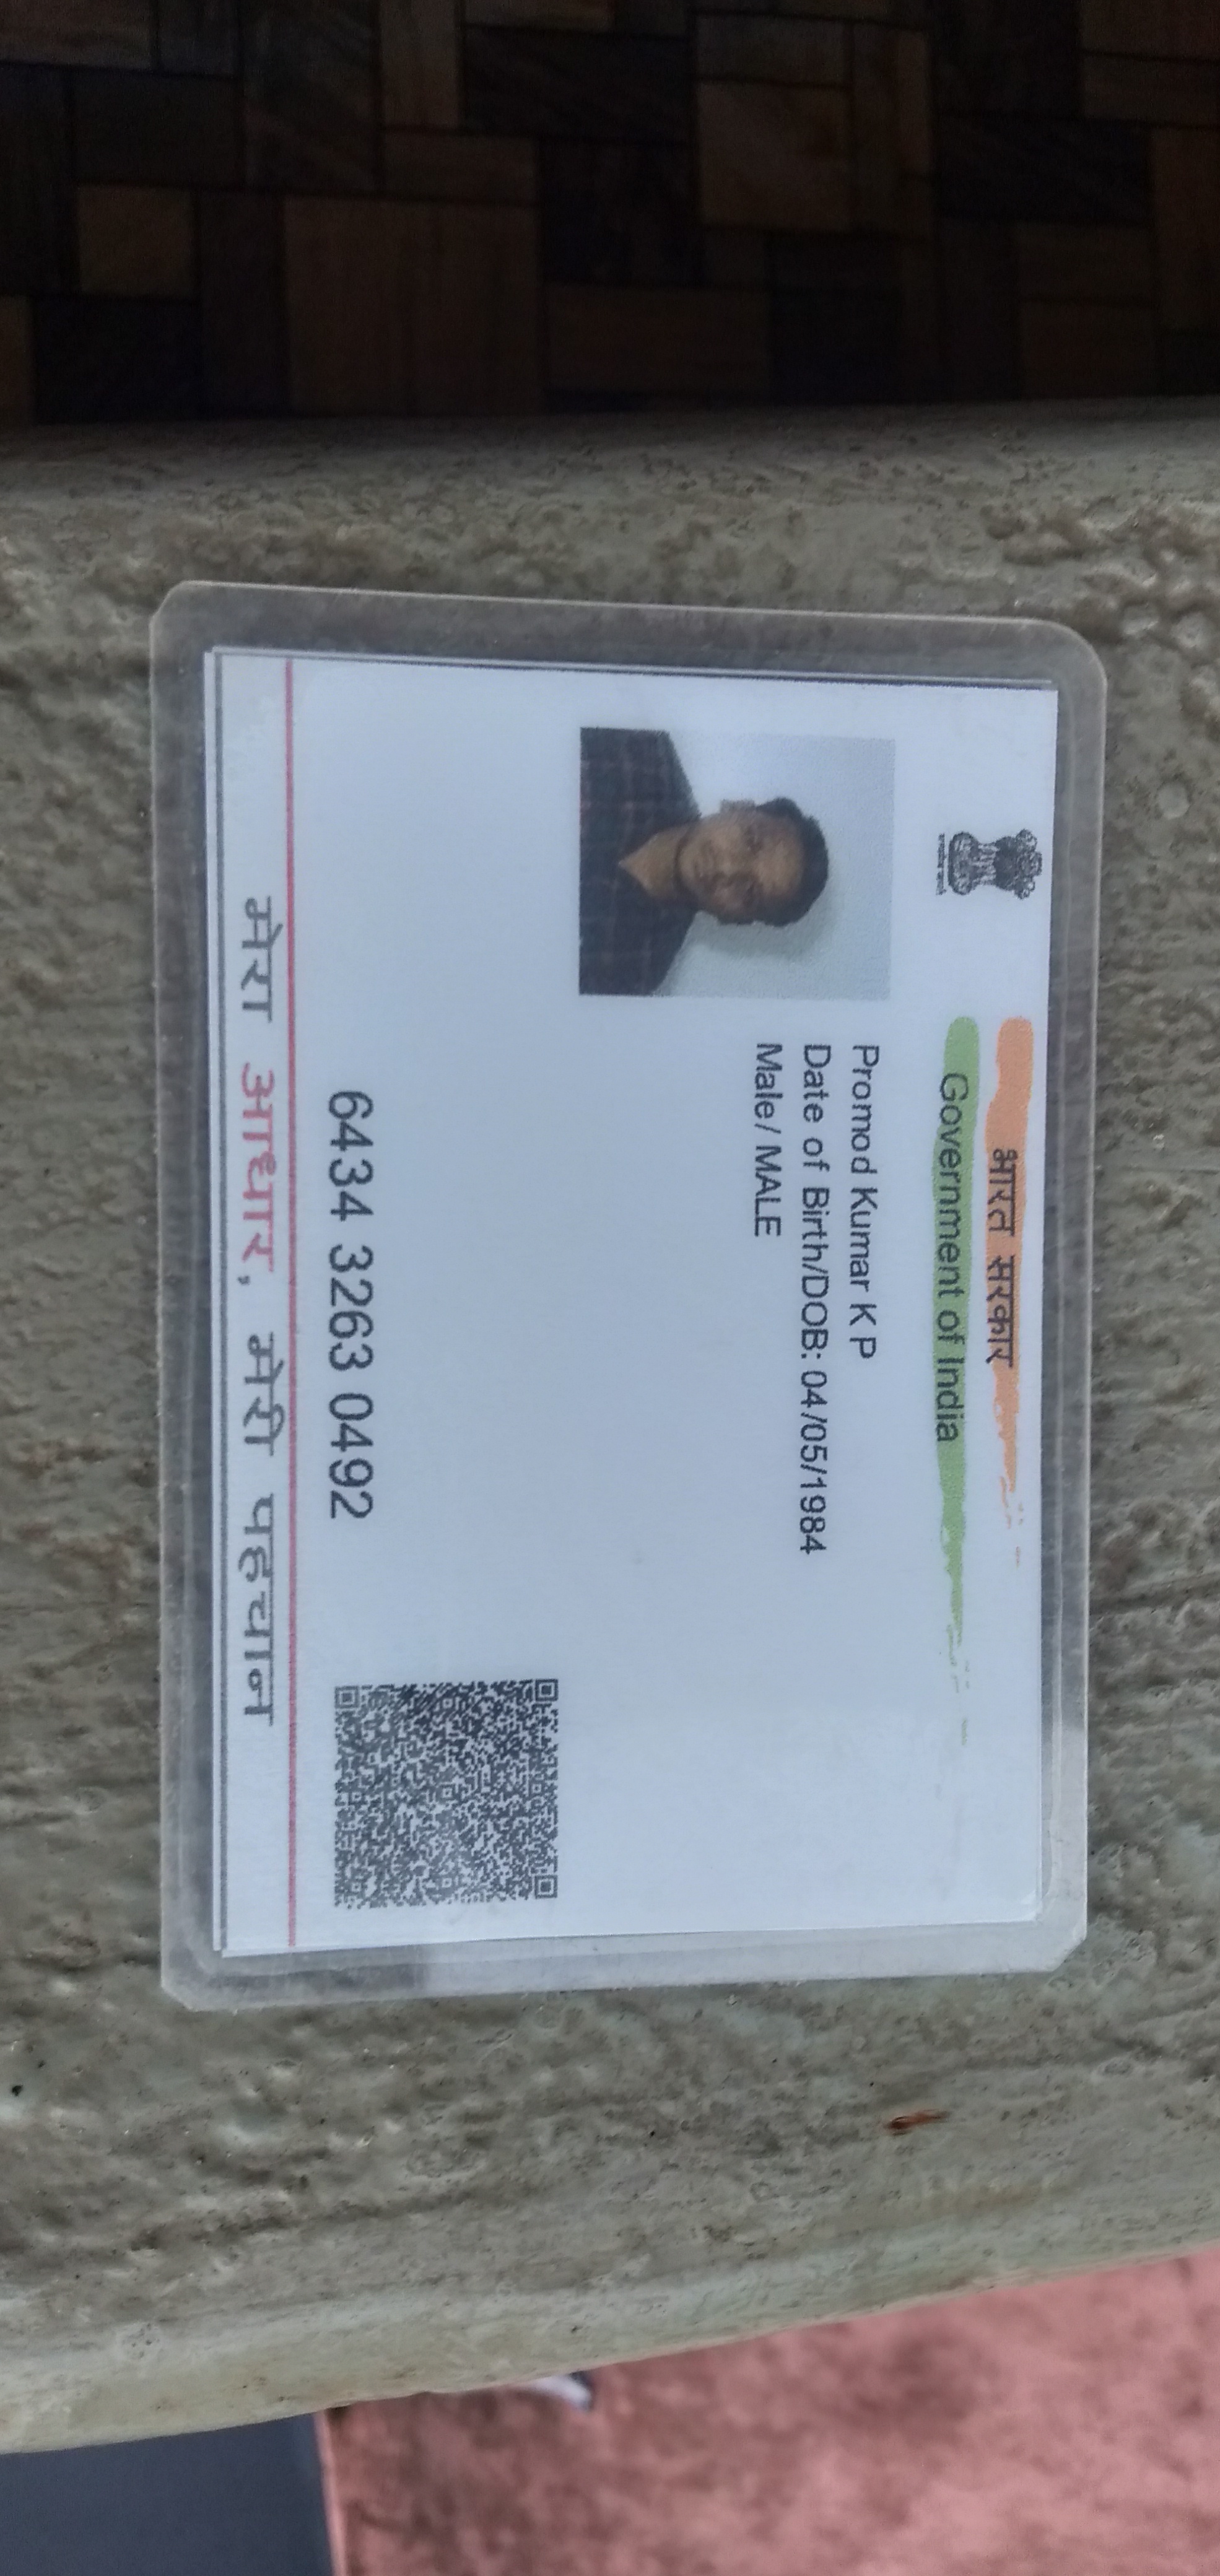 भारत सरकार
Government of India
Promod Kumar K P
Date of Birth/DOB: 04/05/1984
Male/ MALE
6434 3263 0492
मेरा आधार, मेरी पहचान